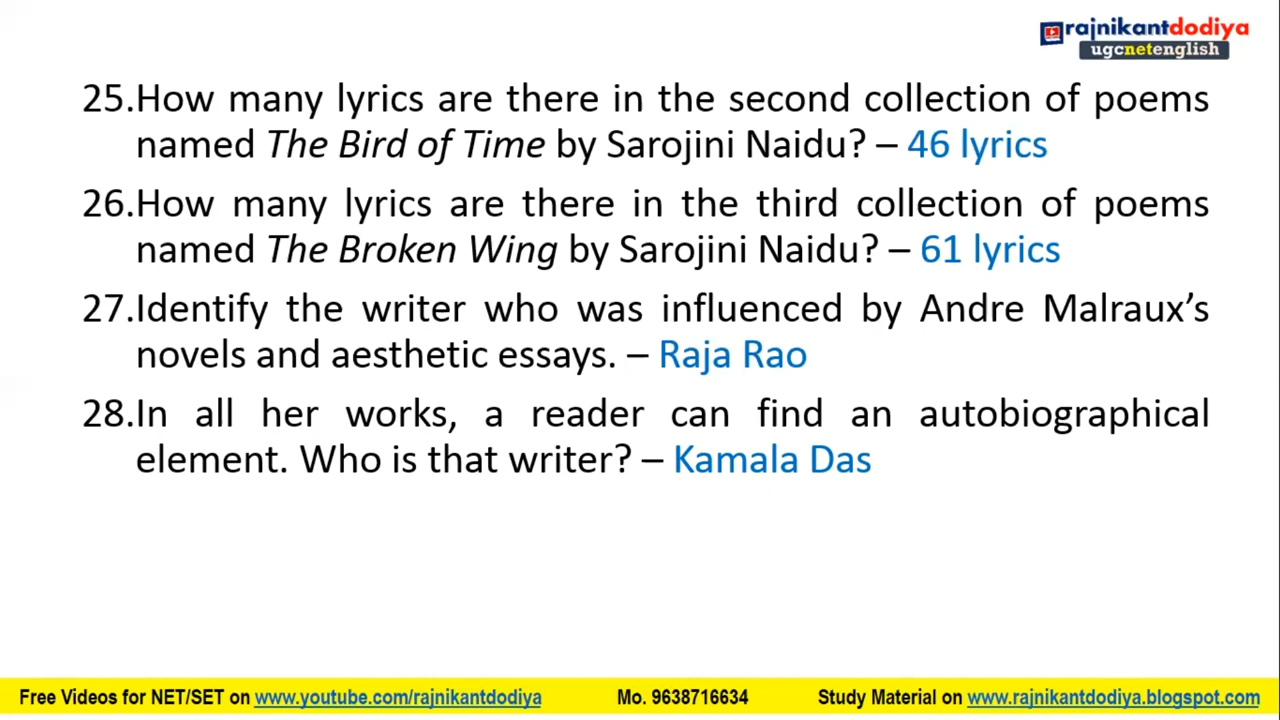 rajnikantdodiya
ugcnetenglish
25.How many lyrics are there in the second collection of poems
named The Bird of Time by Sarojini Naidu? – 46 lyrics
26.How many lyrics are there in the third collection of poems
named The Broken Wing by Sarojini Naidu? – 61 lyrics
27.Identify the writer who was influenced by Andre Malraux’s
novels and aesthetic essays. – Raja Rao
28.In all her works, a reader can find an autobiographical
element. Who is that writer? – Kamala Das
Free Videos for NET/SET on www.youtube.com/rajnikantdodiya Mo. 9638716634 Study Material on www.rajnikantdodiya.blogspot.com